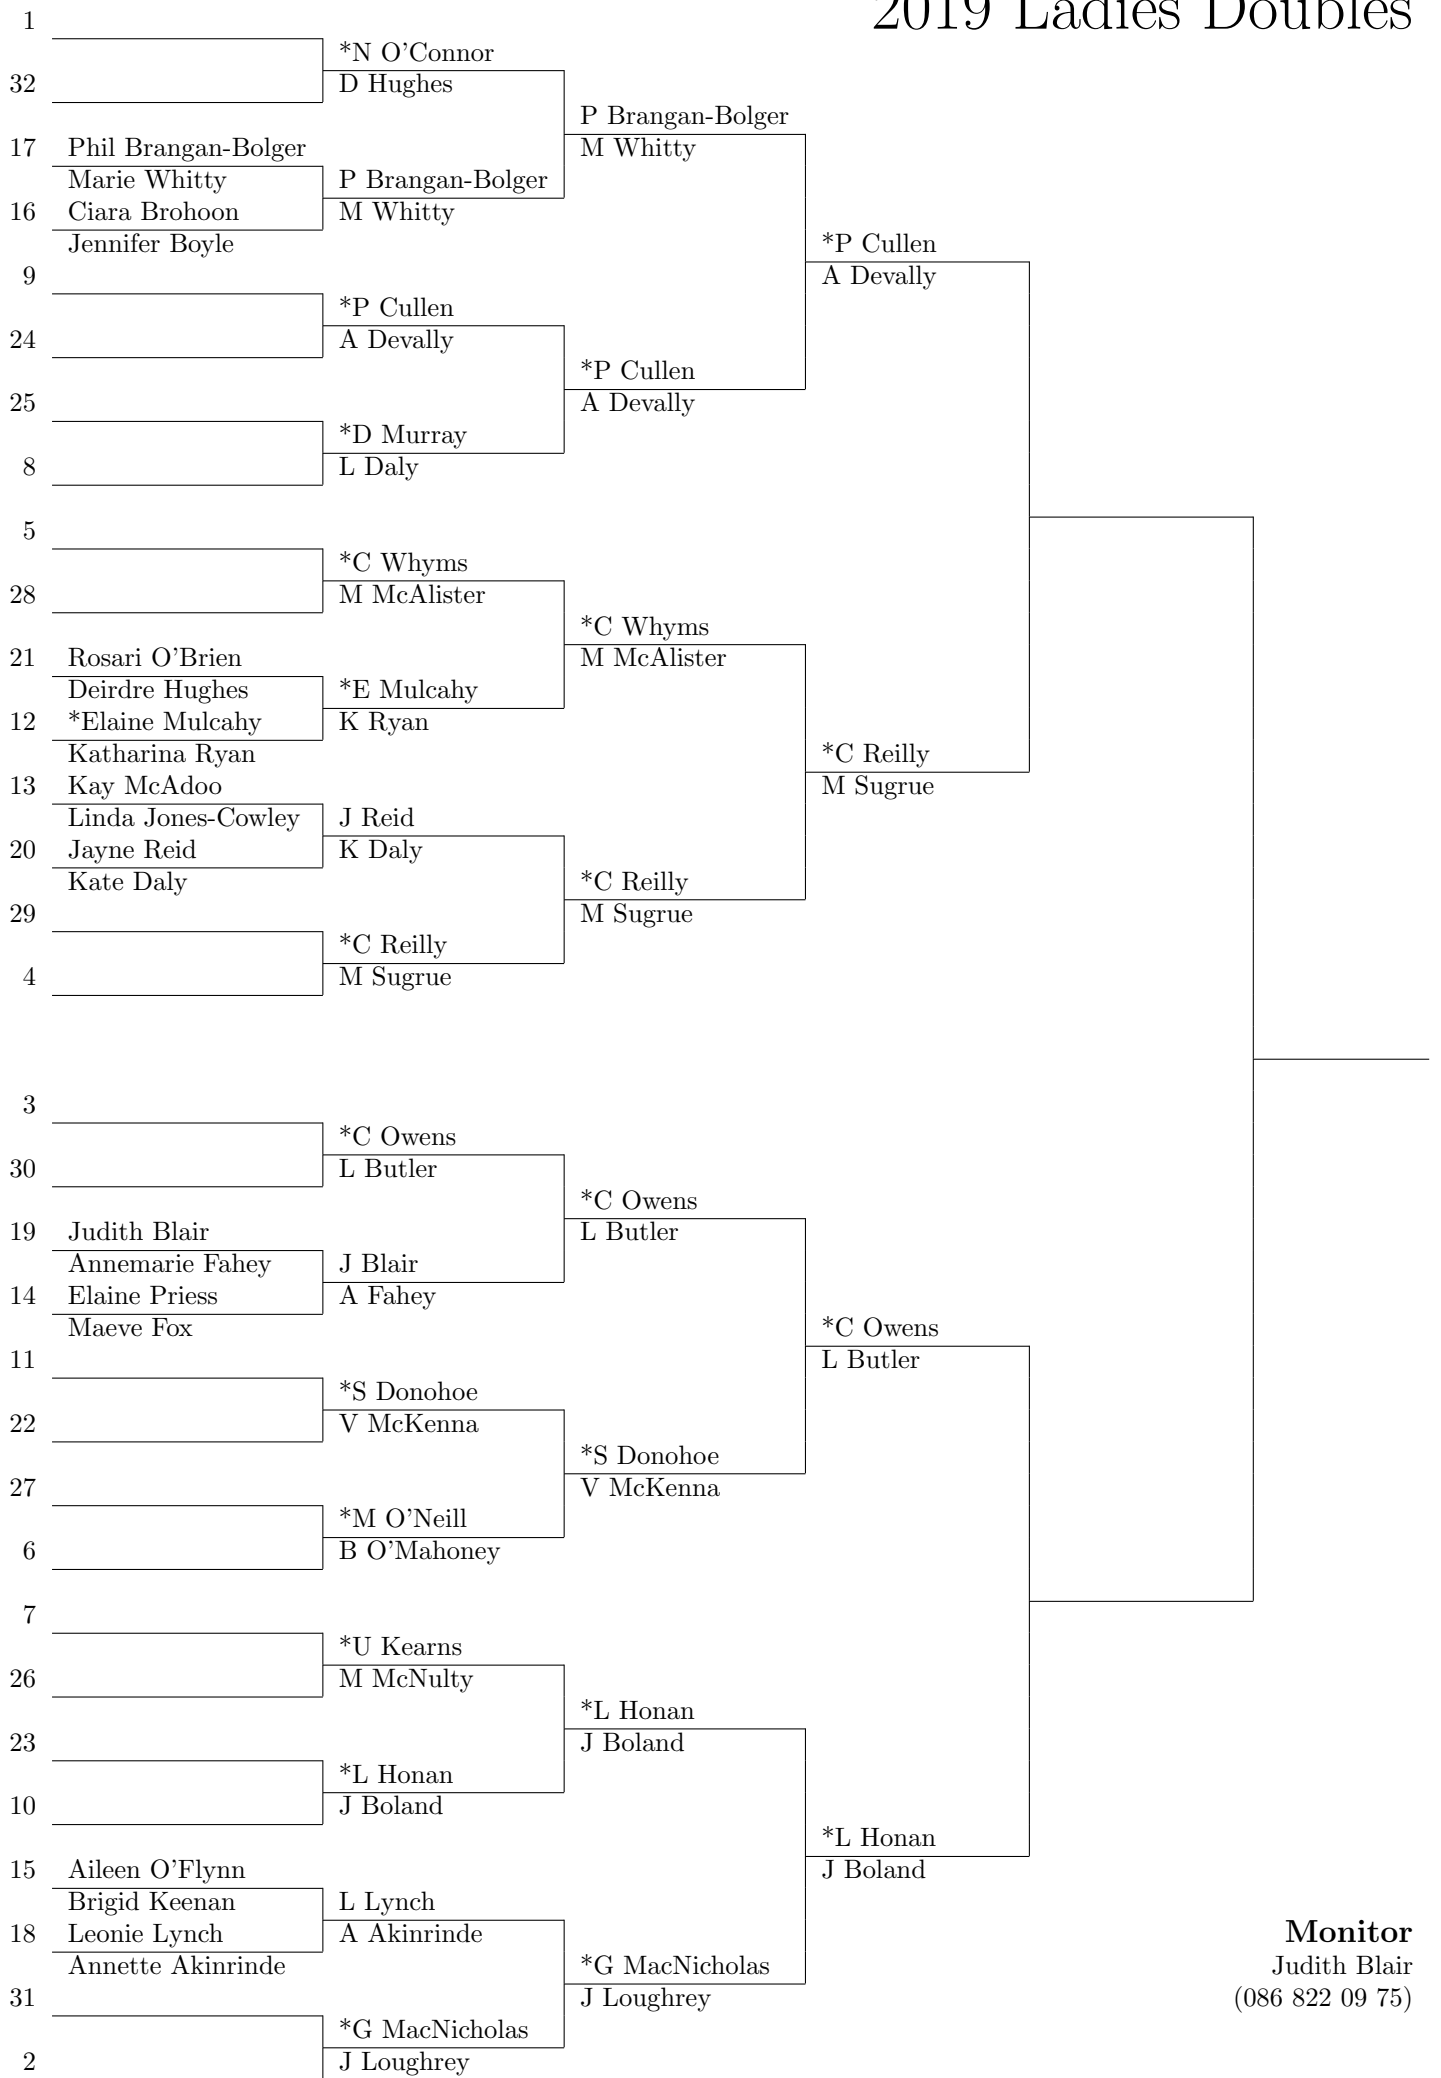 2019 Ladies Doubles
1
*N O'Connor
32
D Hughes
P Brangan-Bolger
17 Phil Brangan-Bolger
M Whitty
Marie Whitty
P Brangan-Bolger
16 Ciara Brohoon
M Whitty
Jennifer Boyle
*P Cullen
9
A Devally
*P Cullen
24
A Devally
*P Cullen
25
A Devally
*D Murray
8
L Daly
5
*C Whyms
28
M McAlister
*C Whyms
21 Rosari O'Brien
M McAlister
Deirdre Hughes
*E Mulcahy
12 *Elaine Mulcahy
K Ryan
Katharina Ryan
*C Reilly
13 Kay McAdoo
M Sugrue
Linda Jones-Cowley
J Reid
20 Jayne Reid
K Daly
Kate Daly
*C Reilly
29
M Sugrue
*C Reilly
4
M Sugrue
3
*C Owens
30
L Butler
*C Owens
19 Judith Blair
L Butler
Annemarie Fahey
J Blair
14 Elaine Priess
A Fahey
Maeve Fox
*C Owens
11
L Butler
*S Donohoe
22
V McKenna
*S Donohoe
27
V McKenna
*M O'Neill
6
B O'Mahoney
7
*U Kearns
26
M McNulty
*L Honan
23
J Boland
*L Honan
10
J Boland
*L Honan
15 Aileen O'Flynn
J Boland
Brigid Keenan
L Lynch
18 Leonie Lynch
A Akinrinde
Annette Akinrinde
*G MacNicholas
31
J Loughrey
*G MacNicholas
2
J Loughrey
Monitor
Judith Blair
(086 822 09 75)